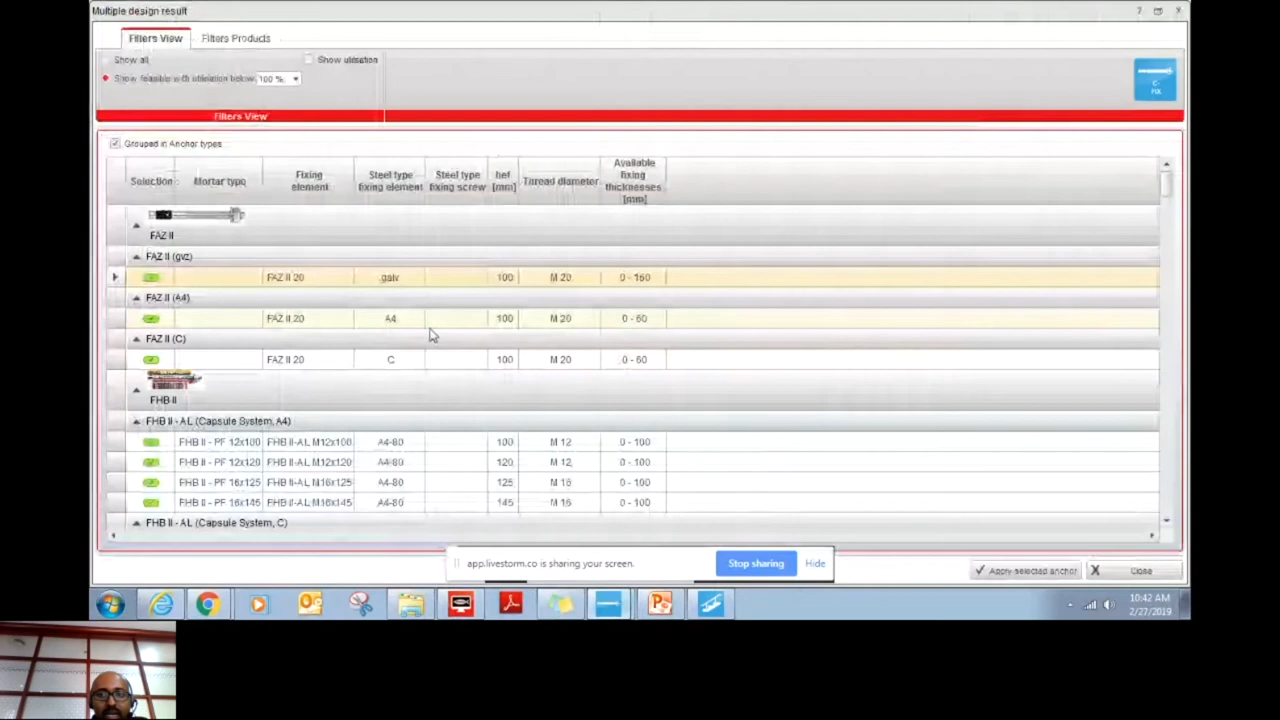 Multiple design result
Filters View Filters Products
Show all Show utilisation
Show feasible with utilisation below 100 %
C-FIX
Filters View
Grouped in Anchor types
Selection Mortar type Fixing element Steel type fixing element Steel type fixing screw hef [mm] Thread diameter Available fixing thicknesses [mm]
FAZ II
FAZ II (gvz)
FAZ II 20 galv 100 M 20 0 - 160
FAZ II (A4)
FAZ II 20 A4 100 M 20 0 - 60
FAZ II (C)
FAZ II 20 C 100 M 20 0 - 60
FHB II
FHB II - AL (Capsule System, A4)
FHB II - PF 12x100 FHB II-AL M12x100 A4-80 100 M 12 0 - 100
FHB II - PF 12x120 FHB II-AL M12x120 A4-80 120 M 12 0 - 100
FHB II - PF 16x125 FHB II-AL M16x125 A4-80 125 M 16 0 - 100
FHB II - PF 16x145 FHB II-AL M16x145 A4-80 145 M 16 0 - 100
FHB II - AL (Capsule System, C)
app.livestorm.co is sharing your screen. Stop sharing Hide
Apply selected anchor Close
10:42 AM
2/27/2019